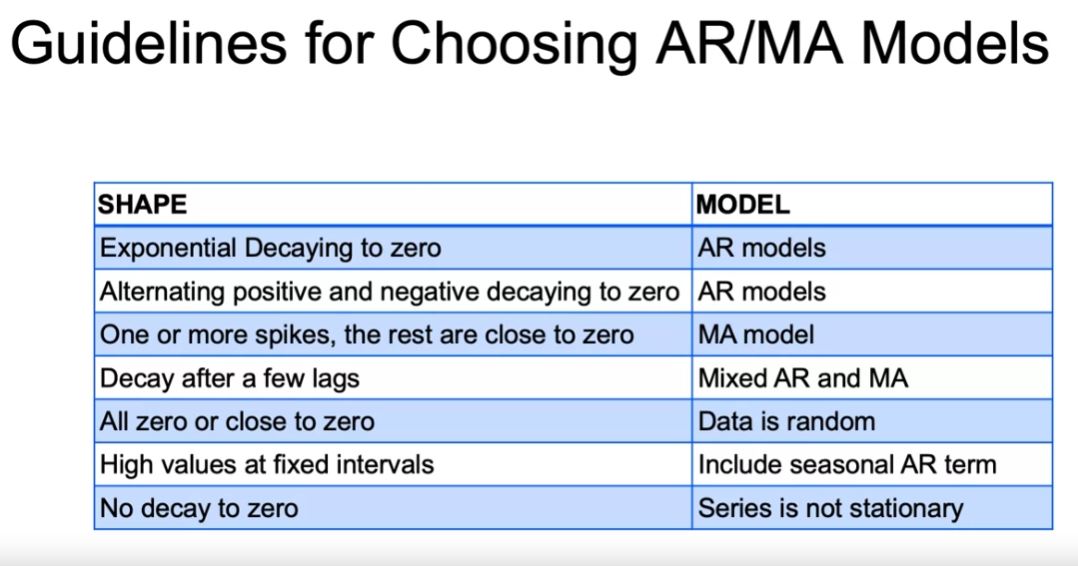 Guidelines for Choosing AR/MA Models
SHAPE MODEL
Exponential Decaying to zero AR models
Alternating positive and negative decaying to zero AR models
One or more spikes, the rest are close to zero MA model
Decay after a few lags Mixed AR and MA
All zero or close to zero Data is random
High values at fixed intervals Include seasonal AR term
No decay to zero Series is not stationary